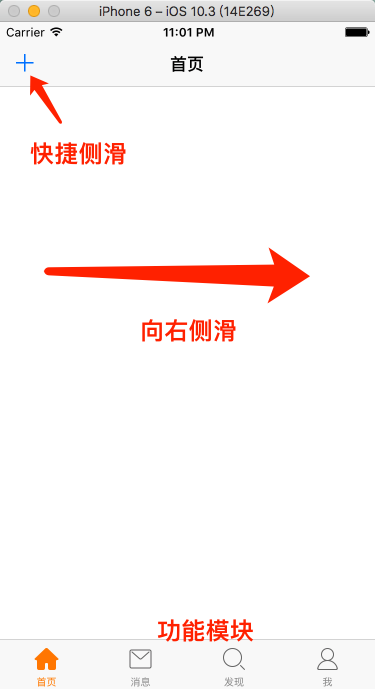 iPhone 6 – iOS 10.3 (14E269)
Carrier 11:01 PM
首页
快捷侧滑
向右侧滑
功能模块
首页 消息 发现 我